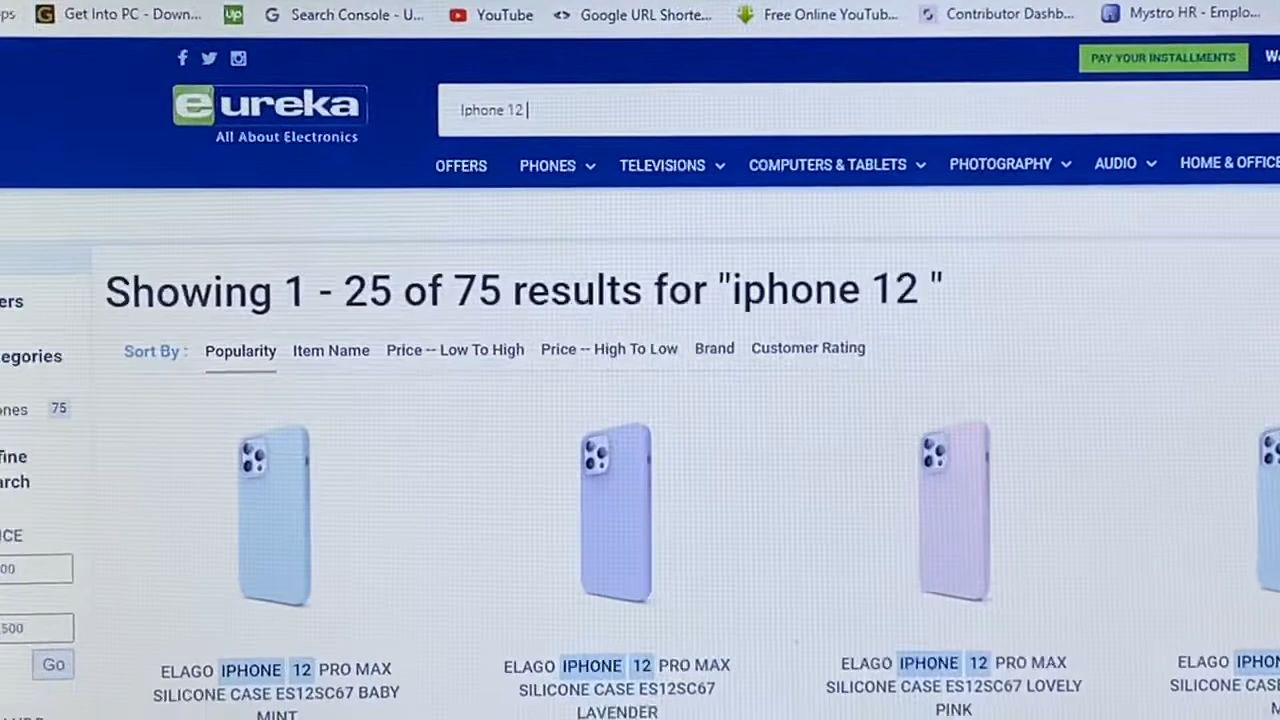 Get Into PC - Down... up Search Console - U... YouTube Google URL Shorte... Free Online YouTub... Contributor Dashb... Mystro HR - Emplo...
PAY YOUR INSTALLMENTS
eureka
All About Electronics
Iphone 12
OFFERS PHONES TELEVISIONS COMPUTERS & TABLETS PHOTOGRAPHY AUDIO HOME & OFFICE
Showing 1 - 25 of 75 results for "iphone 12 "
Sort By : Popularity Item Name Price -- Low To High Price -- High To Low Brand Customer Rating
75
500
Go
ELAGO IPHONE 12 PRO MAX
SILICONE CASE ES12SC67 BABY
MINT
ELAGO IPHONE 12 PRO MAX
SILICONE CASE ES12SC67
LAVENDER
ELAGO IPHONE 12 PRO MAX
SILICONE CASE ES12SC67 LOVELY
PINK
ELAGO
SILICONE